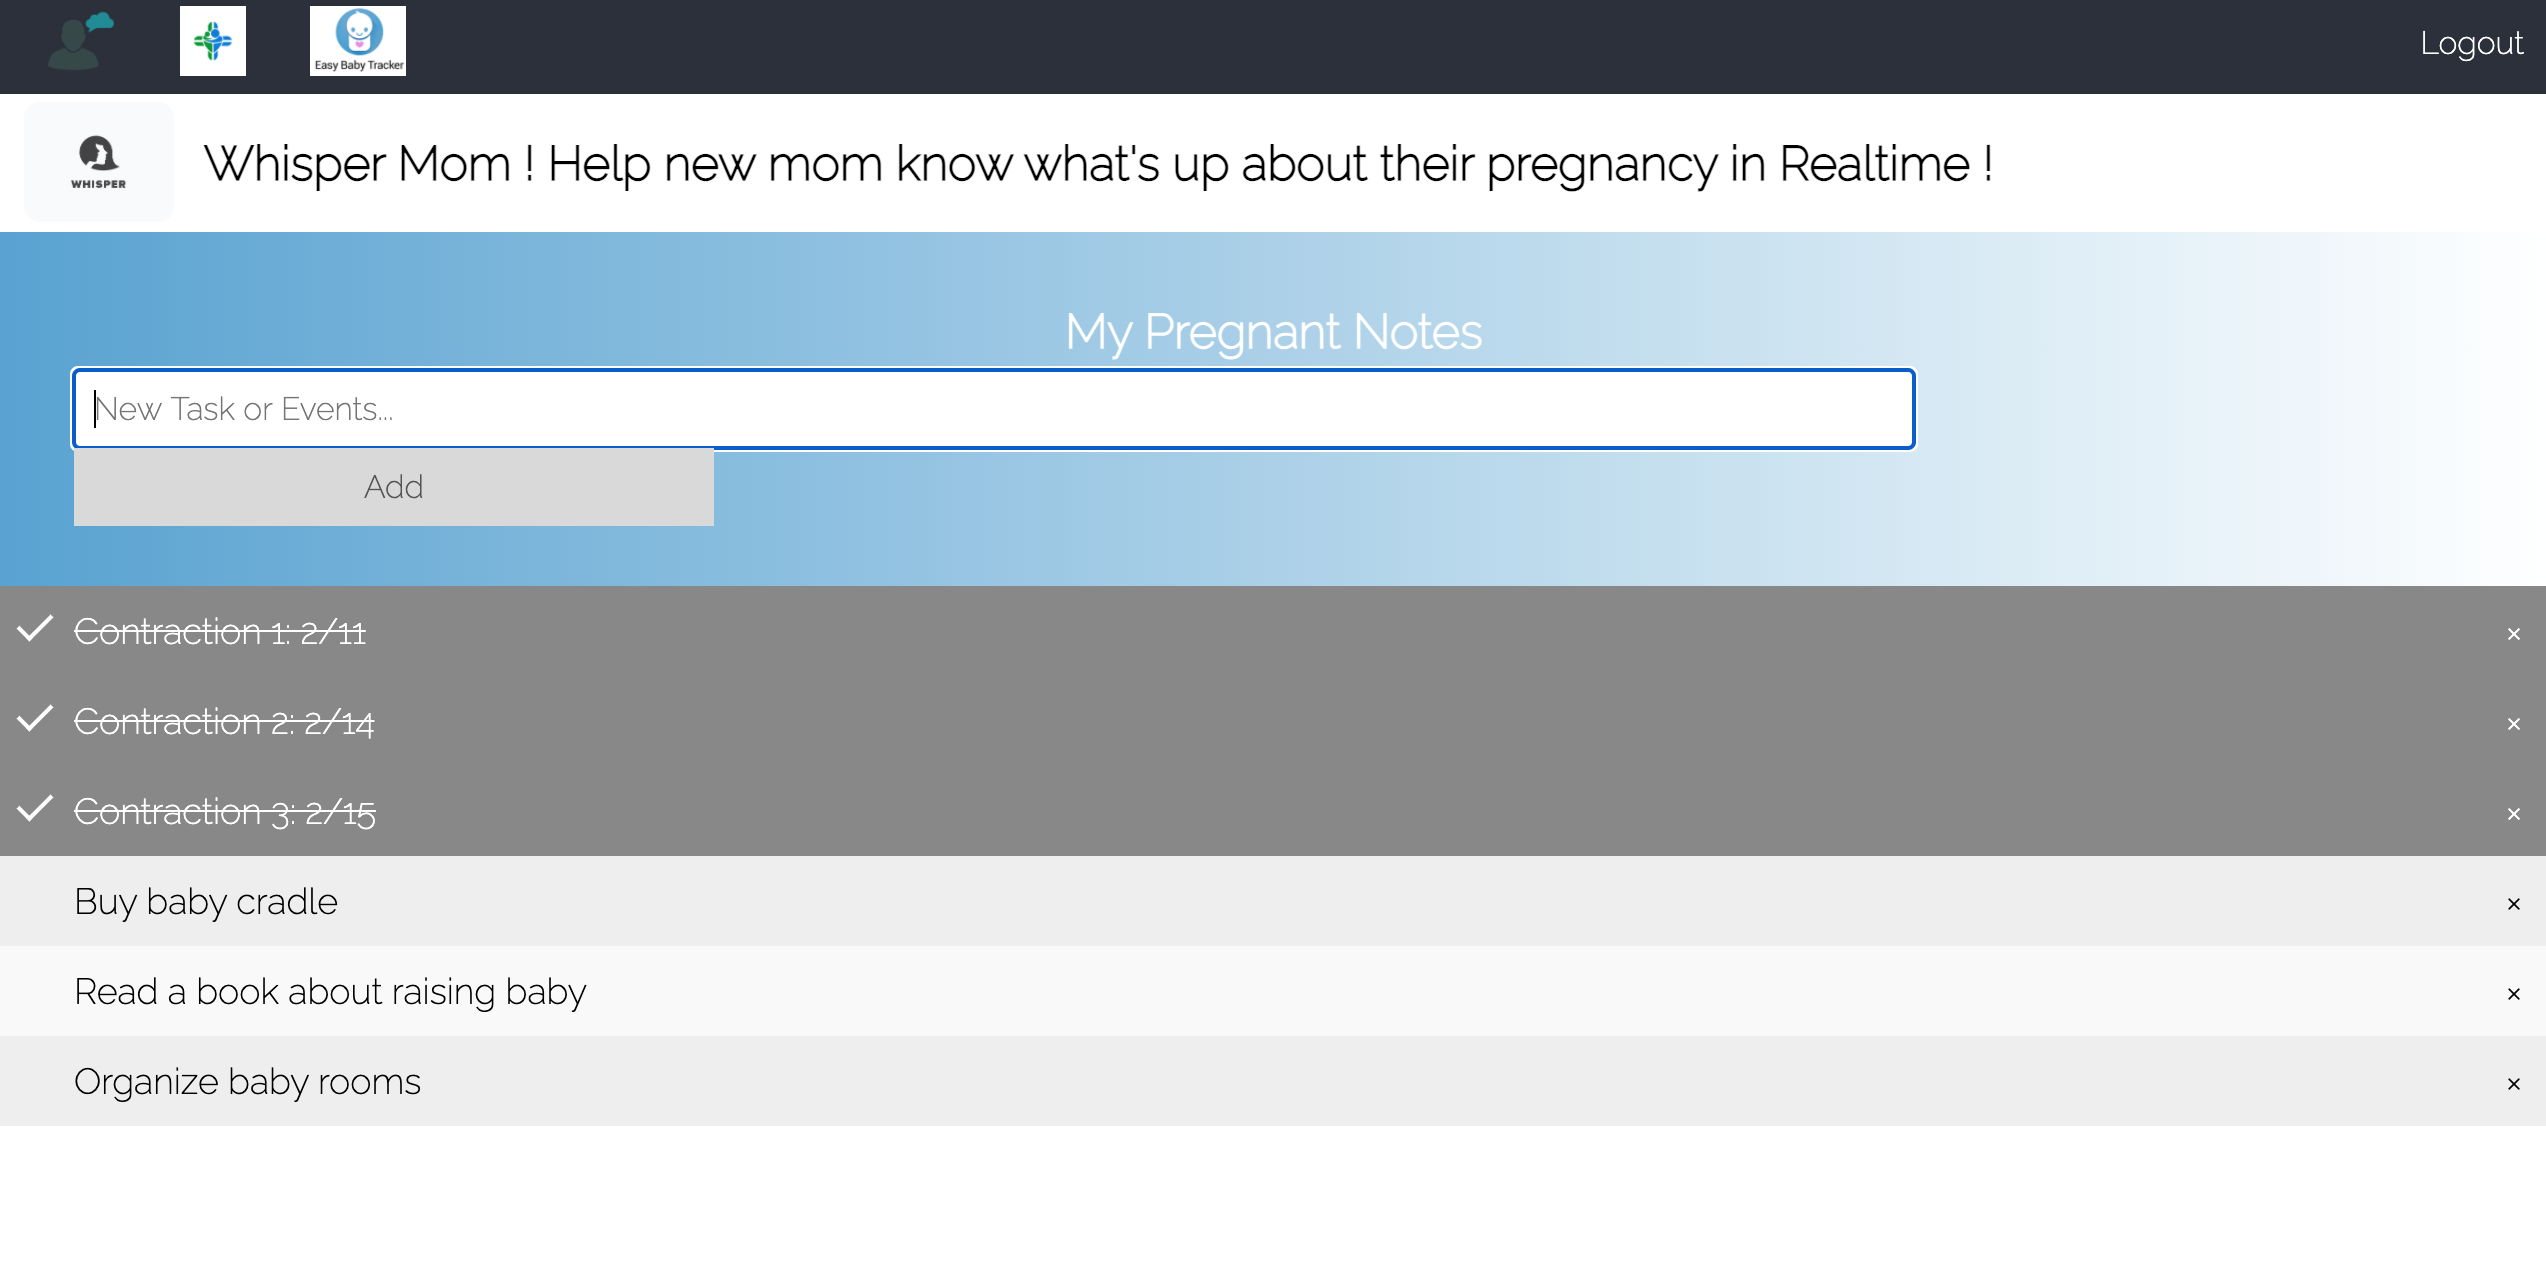 Easy Baby Tracker
Logout
WHISPER
Whisper Mom ! Help new mom know what's up about their pregnancy in Realtime !
My Pregnant Notes
New Task or Events...
Add
Contraction 1: 2/11
×
Contraction 2: 2/14
×
Contraction 3: 2/15
×
Buy baby cradle
×
Read a book about raising baby
×
Organize baby rooms
×